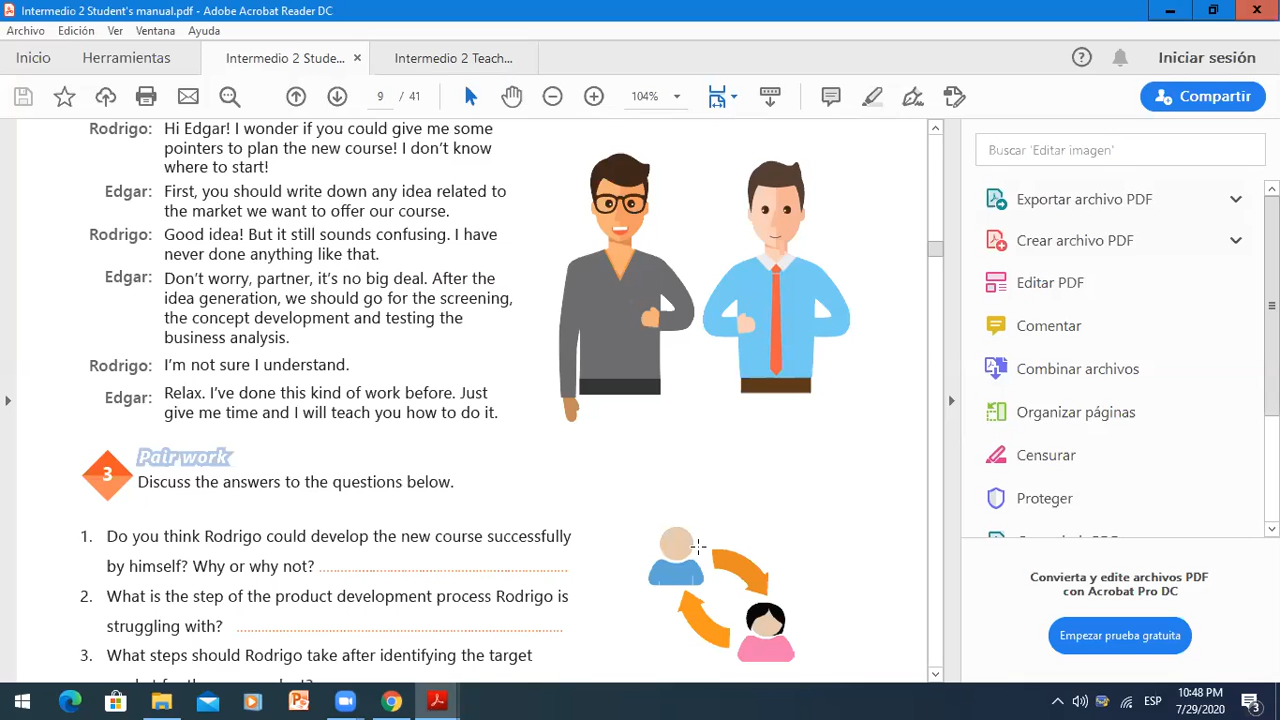 Intermedio 2 Student's manual.pdf - Adobe Acrobat Reader DC
Archivo Edición Ver Ventana Ayuda
Inicio Herramientas Intermedio 2 Stude... Intermedio 2 Teach... Iniciar sesión
9 / 41 104% Compartir
Rodrigo: Hi Edgar! I wonder if you could give me some
pointers to plan the new course! I don't know
where to start!
Edgar: First, you should write down any idea related to
the market we want to offer our course.
Rodrigo: Good idea! But it still sounds confusing. I have
never done anything like that.
Edgar: Don't worry, partner, it's no big deal. After the
idea generation, we should go for the screening,
the concept development and testing the
business analysis.
Rodrigo: I'm not sure I understand.
Edgar: Relax. I've done this kind of work before. Just
give me time and I will teach you how to do it.
3 Pair work
Discuss the answers to the questions below.
1. Do you think Rodrigo could develop the new course successfully
by himself? Why or why not?
2. What is the step of the product development process Rodrigo is
struggling with?
3. What steps should Rodrigo take after identifying the target
Buscar 'Editar imagen'
Exportar archivo PDF
Crear archivo PDF
Editar PDF
Comentar
Combinar archivos
Organizar páginas
Censurar
Proteger
Convierta y edite archivos PDF
con Acrobat Pro DC
Empezar prueba gratuita
ESP
10:48 PM
7/29/2020
3